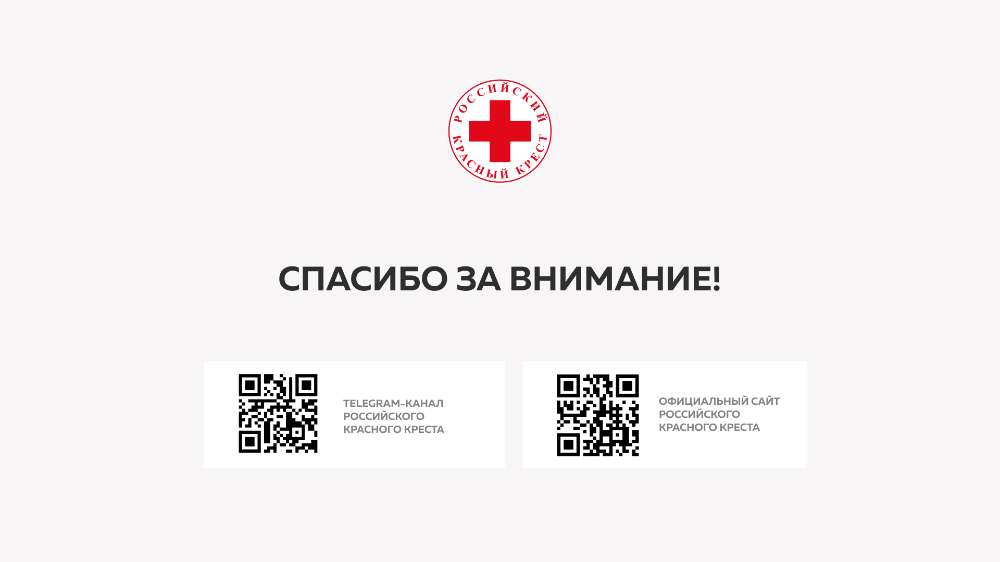 РОССИЙСКИЙ
КРАСНЫЙ КРЕСТ
СПАСИБО ЗА ВНИМАНИЕ!
TELEGRAM-КАНАЛ
РОССИЙСКОГО
КРАСНОГО КРЕСТА
ОФИЦИАЛЬНЫЙ САЙТ
РОССИЙСКОГО
КРАСНОГО КРЕСТА